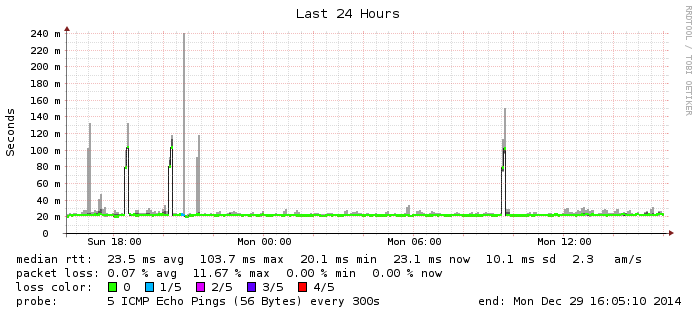 Last 24 Hours
RRDTOOL / TOBI OETIKER
Seconds
240 m
220 m
200 m
180 m
160 m
140 m
120 m
100 m
80 m
60 m
40 m
20 m
0
Sun 18:00 Mon 00:00 Mon 06:00 Mon 12:00
median rtt: 23.5 ms avg 103.7 ms max 20.1 ms min 23.1 ms now 10.1 ms sd 2.3 am/s
packet loss: 0.07 % avg 11.67 % max 0.00 % min 0.00 % now
loss color: 0 1/5 2/5 3/5 4/5
probe: 5 ICMP Echo Pings (56 Bytes) every 300s end: Mon Dec 29 16:05:10 2014